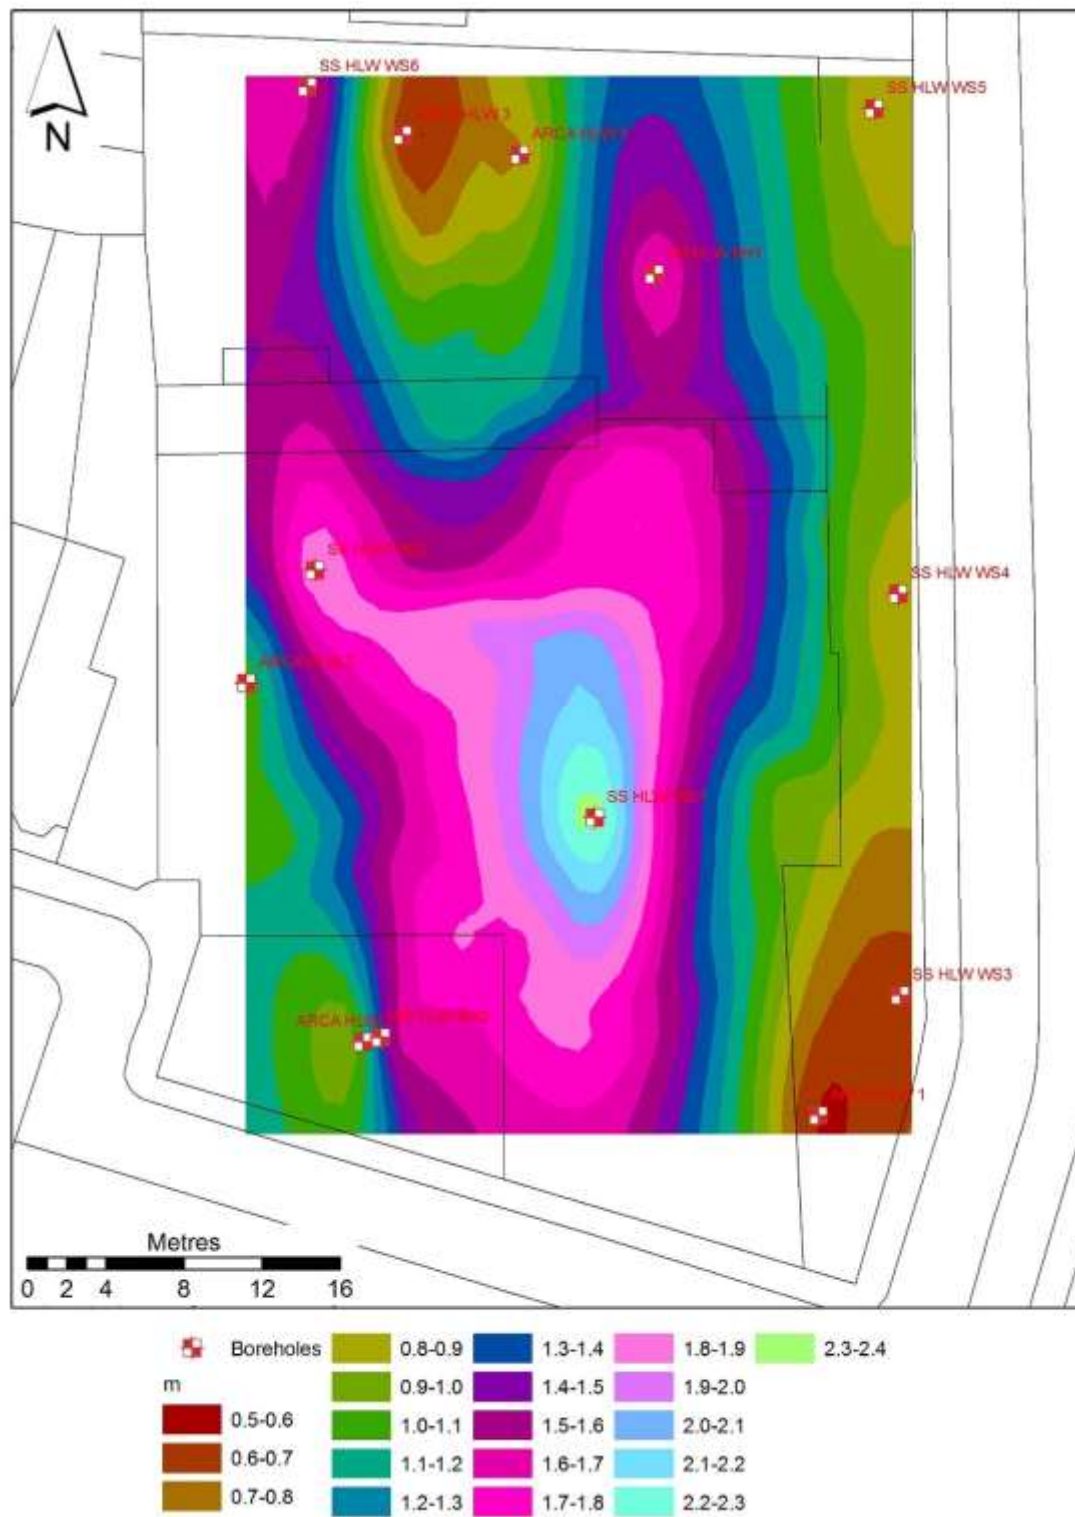 SS HLW WS6
SS HLW WS5
N
SS HLW WS4
SS HLW
SS HLW WS3
ARCA
1
Metres
0 2 4 8 12 16
Boreholes
m
0.5-0.6
0.6-0.7
0.7-0.8
0.8-0.9
0.9-1.0
1.0-1.1
1.1-1.2
1.2-1.3
1.3-1.4
1.4-1.5
1.5-1.6
1.6-1.7
1.7-1.8
1.8-1.9
1.9-2.0
2.0-2.1
2.1-2.2
2.2-2.3
2.3-2.4